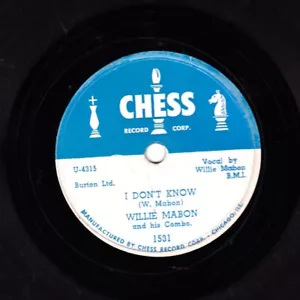 CHESS
RECORD CORP.
U-4315
Vocal by
Willie Mabon
Burton Ltd.
B.M.I.
I DON'T KNOW
(W. Mabon)
WILLIE MABON
and his Combo.
1531
MANUFACTURED BY CHESS RECORD CORP. - CHICAGO, ILL.